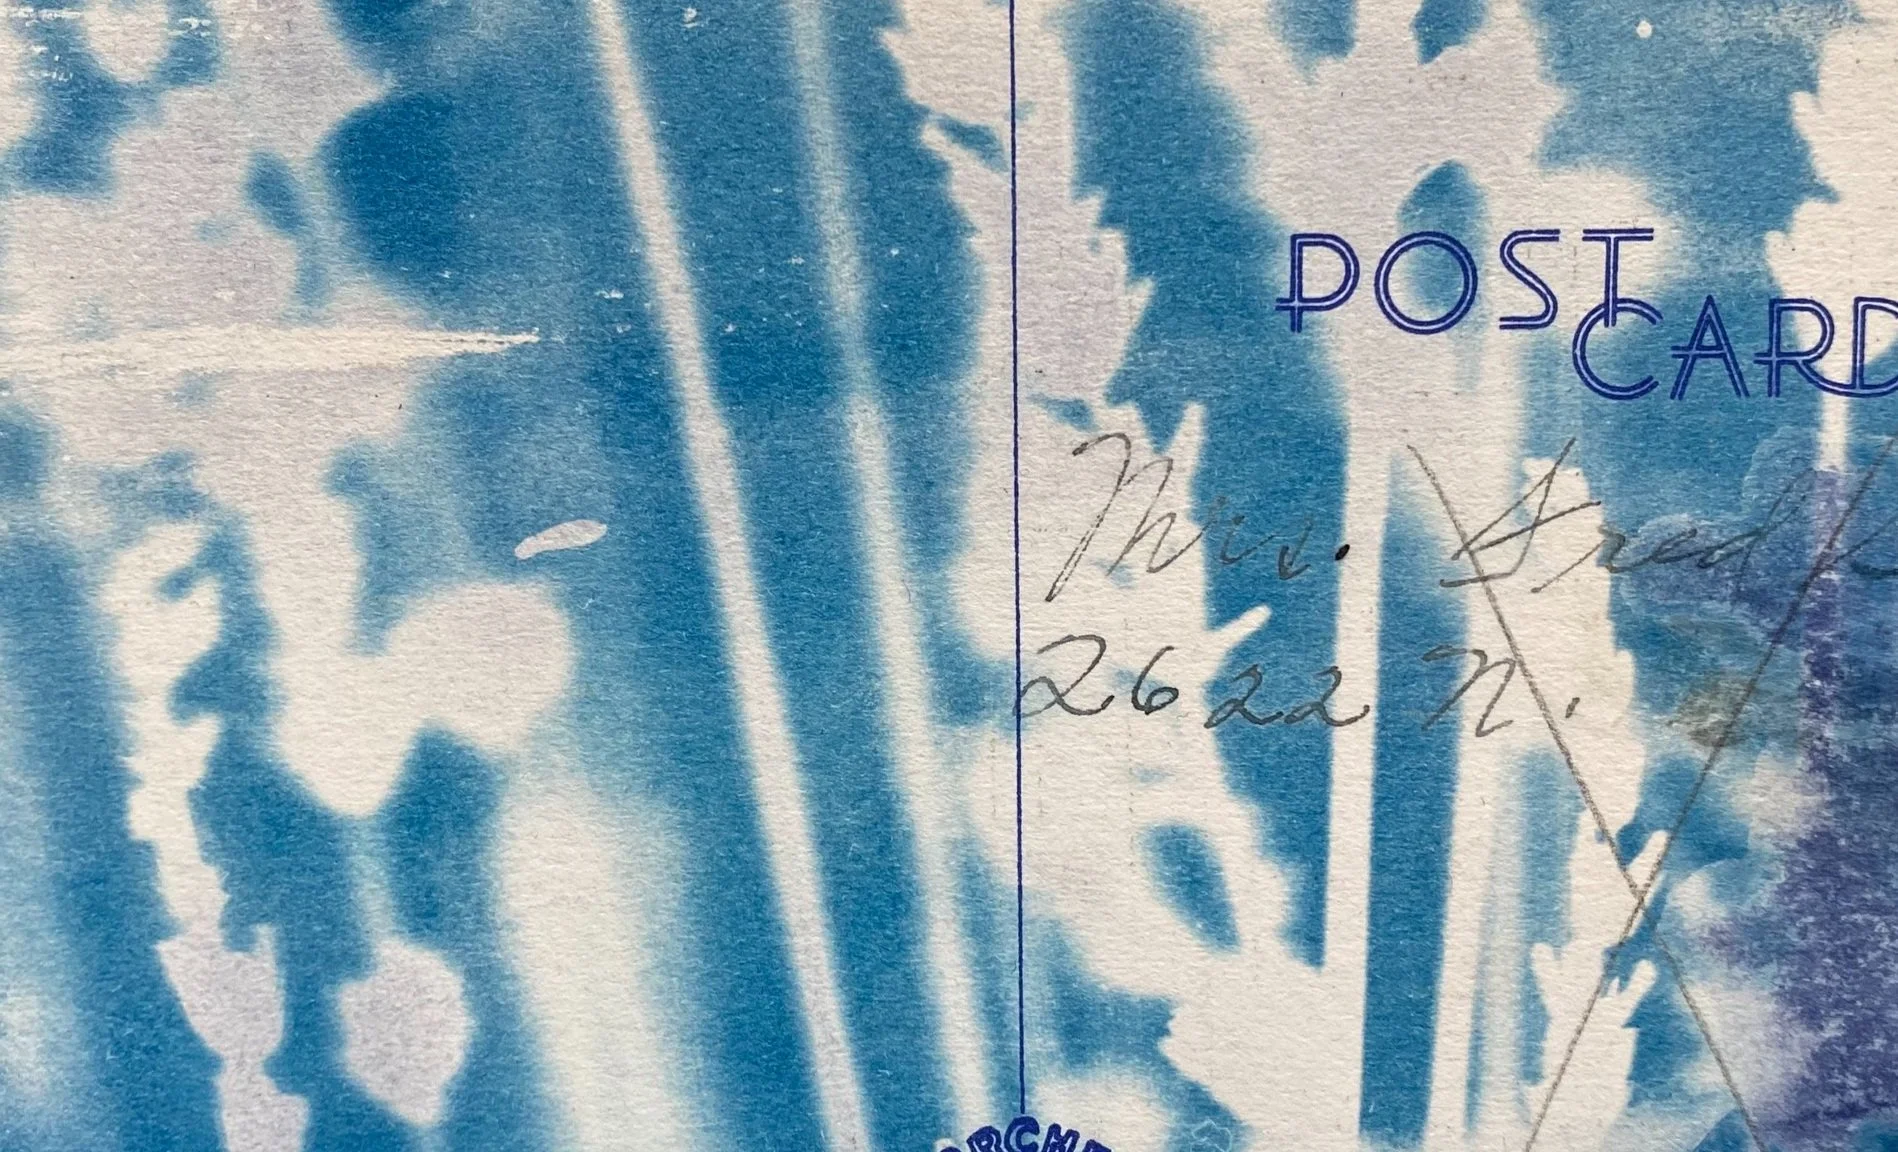 POST
CARD
Mrs. Fred
2622 N.